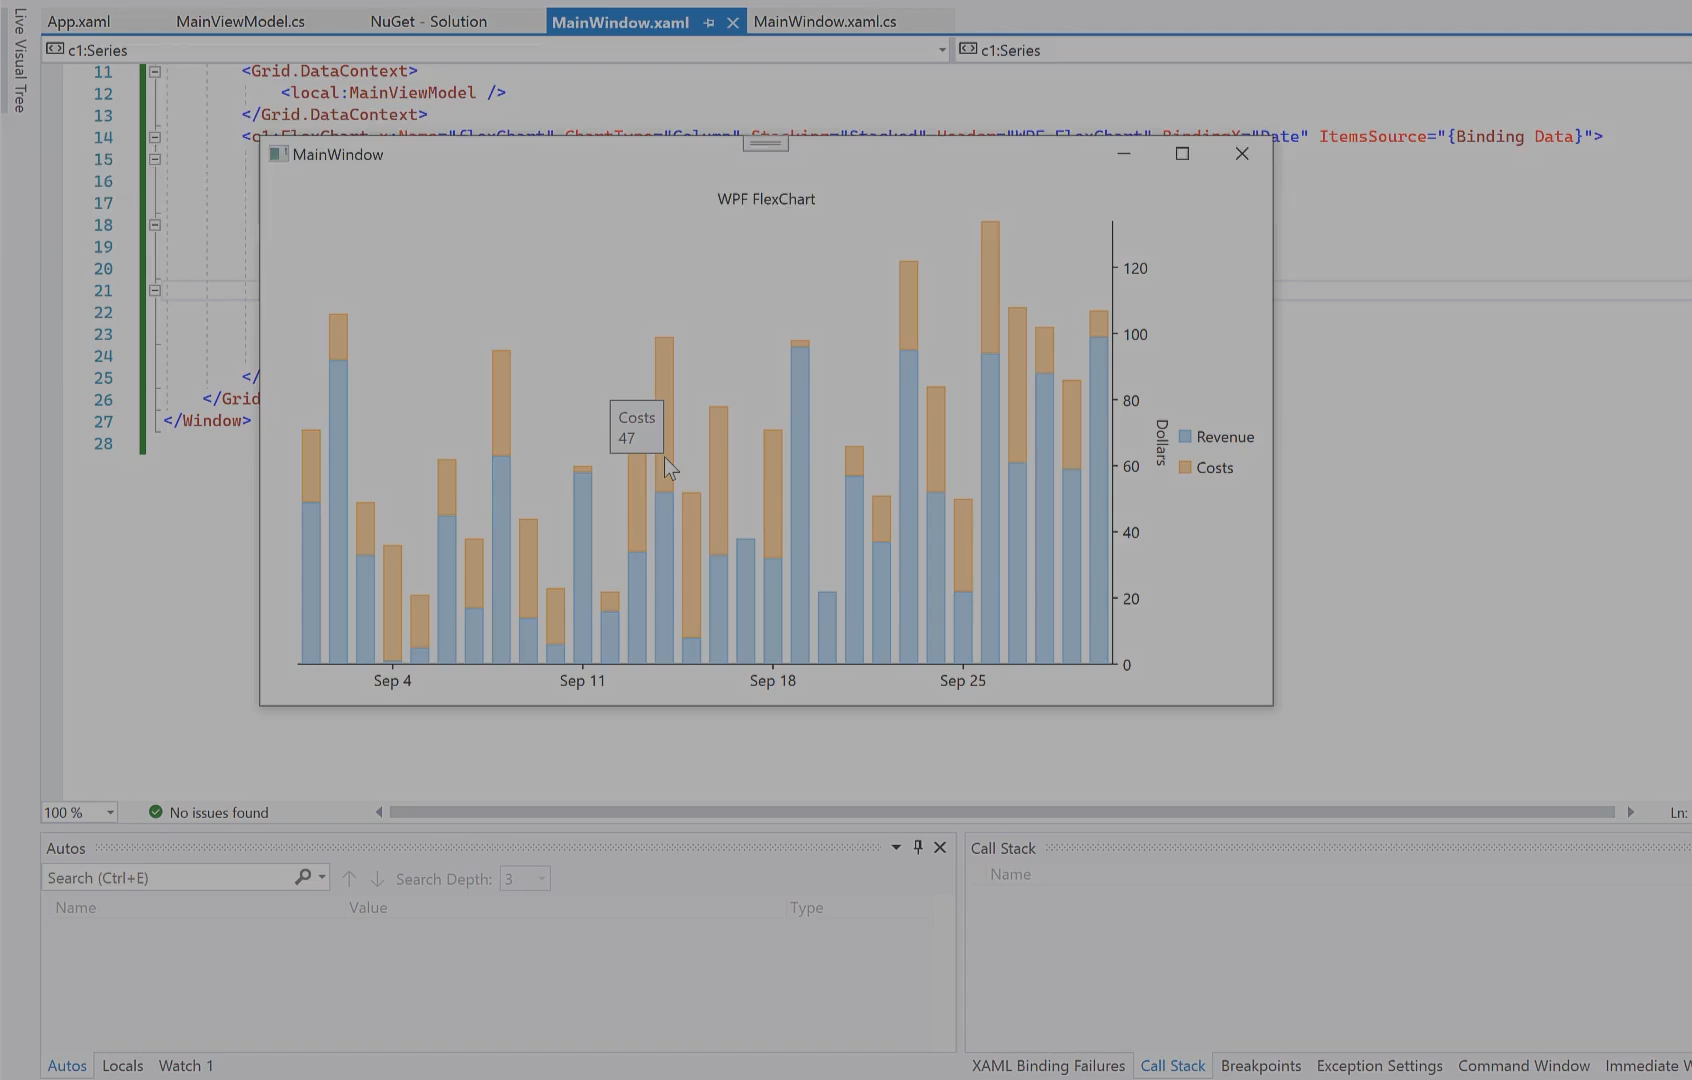 Live Visual Tree
App.xaml MainViewModel.cs NuGet - Solution MainWindow.xaml MainWindow.xaml.cs
c1:Series c1:Series
11 <Grid.DataContext>
12 <local:MainViewModel />
13 </Grid.DataContext>
14 ItemsSource="{Binding Data}">
15
16
17
18
19
20
21
22
23
24
25 </
26 </Grid
27 </Window>
28
MainWindow
WPF FlexChart
120
100
80
60
40
20
0
Dollars
Revenue
Costs
Costs
47
Sep 4 Sep 11 Sep 18 Sep 25
100 % No issues found Ln:
Autos
Search (Ctrl+E) Search Depth: 3
Name Value Type
Autos Locals Watch 1
Call Stack
Name
XAML Binding Failures Call Stack Breakpoints Exception Settings Command Window Immediate